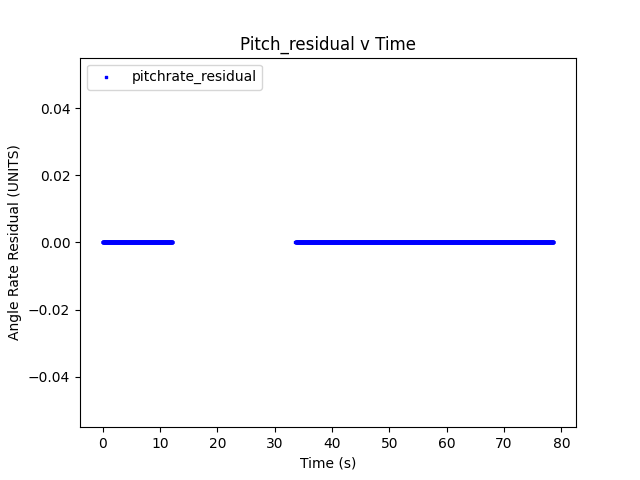 Pitch_residual v Time
pitchrate_residual
Angle Rate Residual (UNITS)
0.04
0.02
0.00
−0.02
−0.04
0 10 20 30 40 50 60 70 80
Time (s)